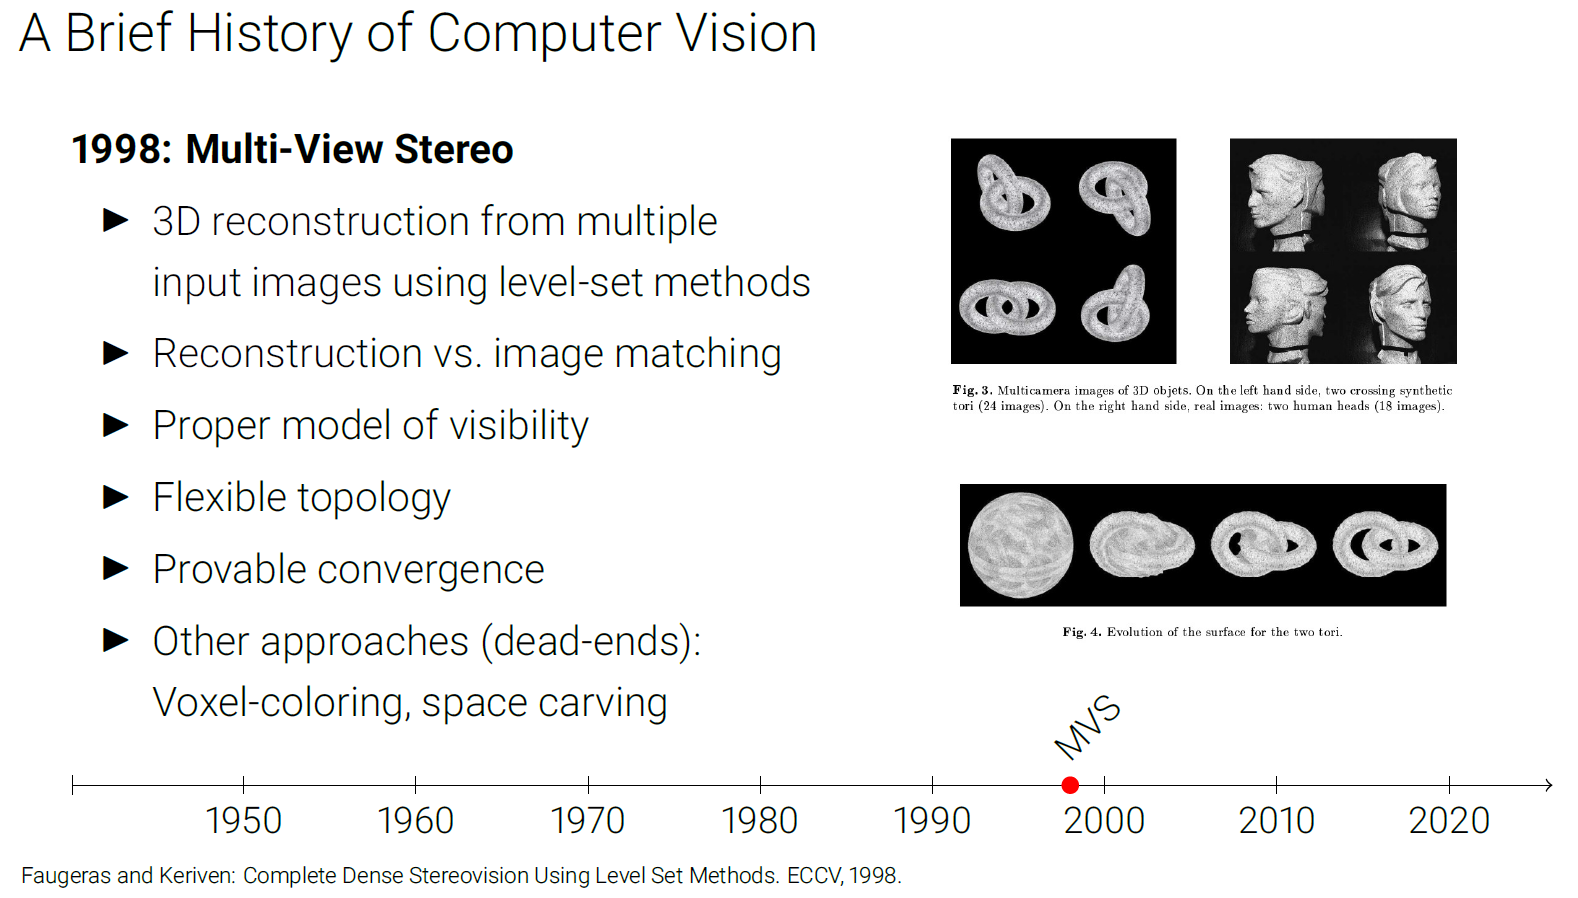 A Brief History of Computer Vision
1998: Multi-View Stereo
► 3D reconstruction from multiple
input images using level-set methods
► Reconstruction vs. image matching
► Proper model of visibility
► Flexible topology
► Provable convergence
► Other approaches (dead-ends):
Voxel-coloring, space carving
Fig. 3. Multicamera images of 3D objets. On the left hand side, two crossing synthetic
tori (24 images). On the right hand side, real images: two human heads (18 images).
Fig. 4. Evolution of the surface for the two tori.
MVS
1950 1960 1970 1980 1990 2000 2010 2020
Faugeras and Keriven: Complete Dense Stereovision Using Level Set Methods. ECCV, 1998.